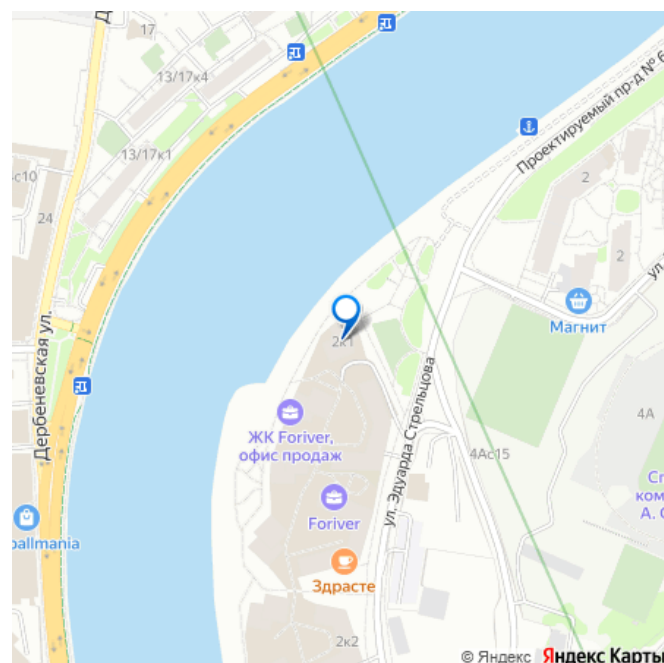 17
13/17к4
Проектируемый пр-д № 6
13/17к1
2
24
2
Магнит
Дербеневская ул.
2к1
ЖК Foriver,
офис продаж
ул. Эдуарда Стрельцова
4А
4Ас15
Foriver
Здрасте
2к2
© Яндекс Яндекс Карты